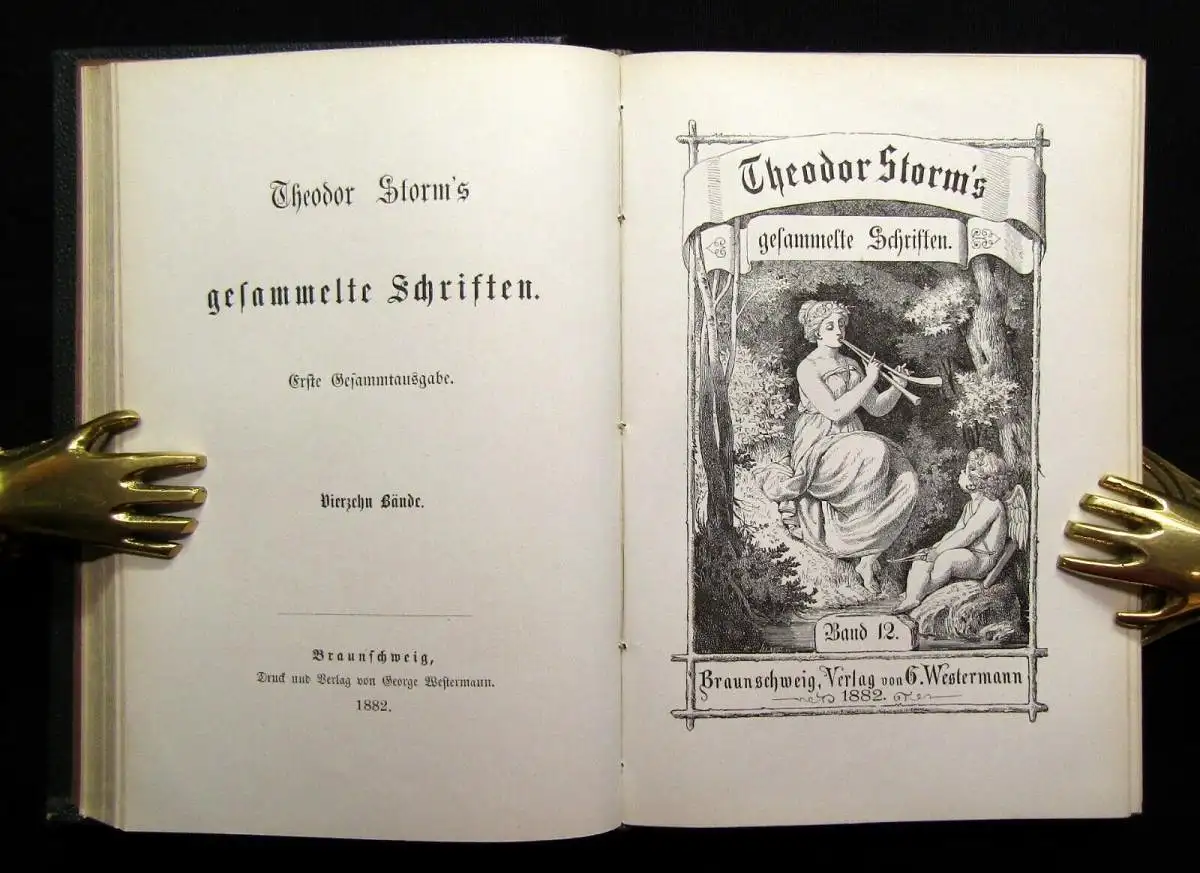 Theodor Storm's
geſammelte Schriften.
Erſte Geſammtausgabe.
Vierzehn Bände.
Braunſchweig,
Druck und Verlag von George Weſtermann.
1882.
Theodor Storm's
geſammelte Schriften.
Band 12.
Braunschweig, Verlag von G. Westermann
1882.